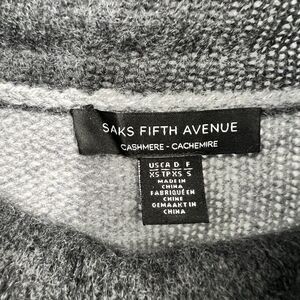 SAKS FIFTH AVENUE
CASHMERE - CACHEMIRE
US CA D F
XS TP XS S
MADE IN
CHINA
FABRIQUÉ EN
CHINE
GEMAAKT IN
CHINA